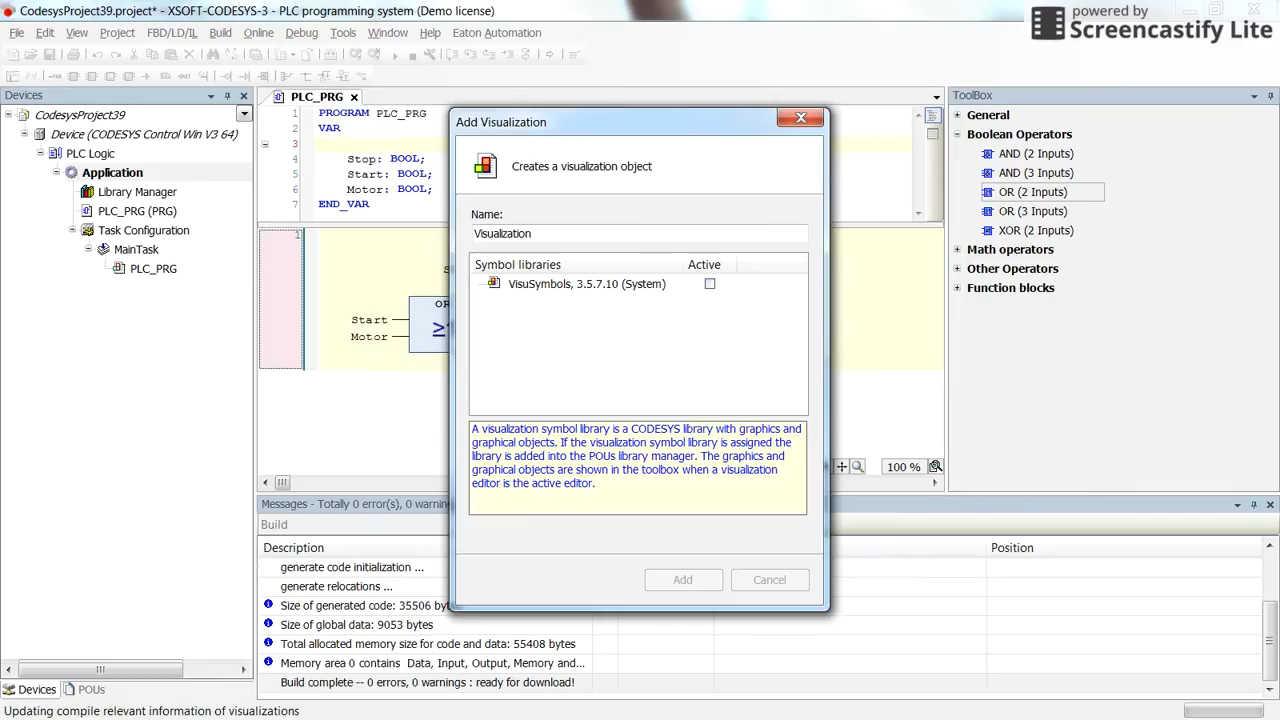 CodesysProject39.project* - XSOFT-CODESYS-3 - PLC programming system (Demo license)
powered by
Screencastify Lite
File Edit View Project FBD/LD/IL Build Online Debug Tools Window Help Eaton Automation
Devices
CodesysProject39
Device (CODESYS Control Win V3 64)
PLC Logic
Application
Library Manager
PLC_PRG (PRG)
Task Configuration
MainTask
PLC_PRG
PLC_PRG
1 PROGRAM PLC_PRG
2 VAR
3
4 Stop: BOOL;
5 Start: BOOL;
6 Motor: BOOL;
7 END_VAR
1
S
OR
Start
≥1
Motor
100 %
Add Visualization
Creates a visualization object
Name:
Visualization
Symbol libraries Active
VisuSymbols, 3.5.7.10 (System)
A visualization symbol library is a CODESYS library with graphics and
graphical objects. If the visualization symbol library is assigned the
library is added into the POUs library manager. The graphics and
graphical objects are shown in the toolbox when a visualization
editor is the active editor.
Add Cancel
ToolBox
General
Boolean Operators
AND (2 Inputs)
AND (3 Inputs)
OR (2 Inputs)
OR (3 Inputs)
XOR (2 Inputs)
Math operators
Other Operators
Function blocks
Messages - Totally 0 error(s), 0 warnin
Build
Description Position
generate code initialization ...
generate relocations ...
Size of generated code: 35506 by
Size of global data: 9053 bytes
Total allocated memory size for code and data: 55408 bytes
Memory area 0 contains Data, Input, Output, Memory and...
Build complete -- 0 errors, 0 warnings : ready for download!
Devices POUs
Updating compile relevant information of visualizations